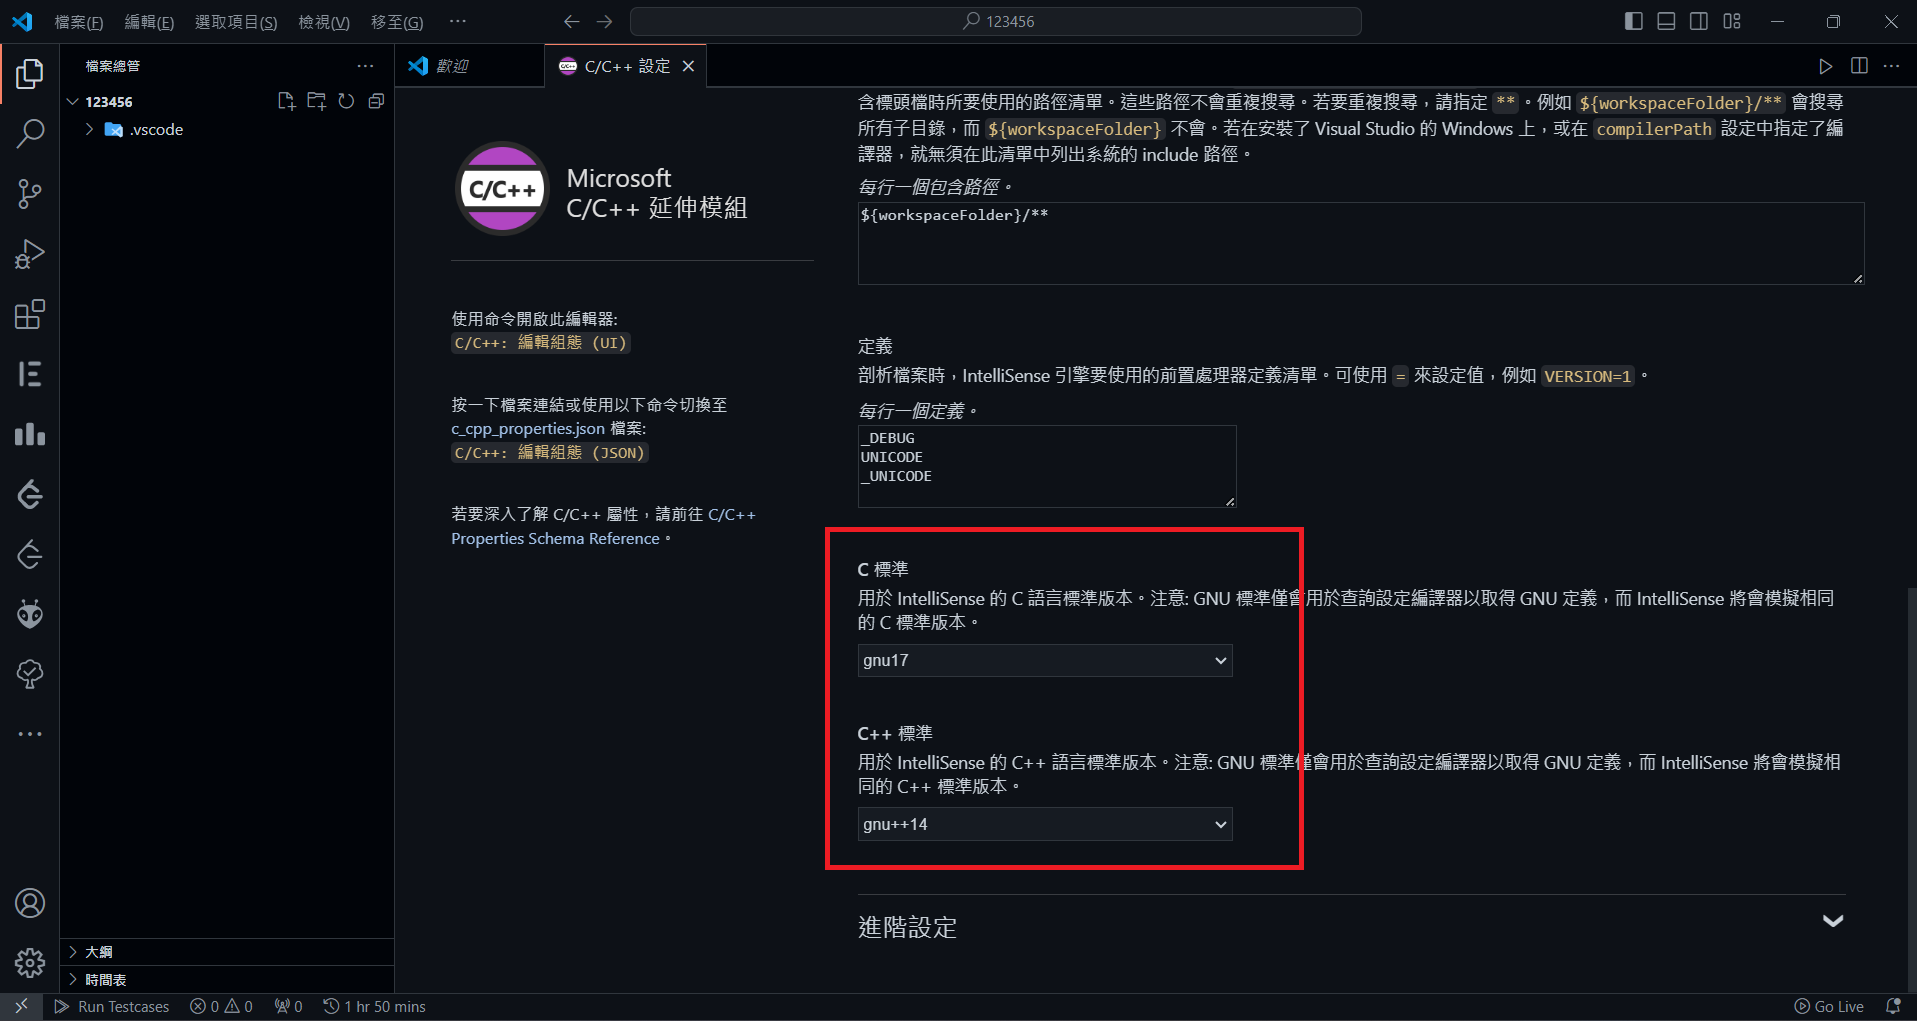 檔案(F) 編輯(E) 選取項目(S) 檢視(V) 移至(G) ··· 123456
檔案總管
歡迎
C/C++ 設定
123456
.vscode
C/C++
Microsoft
C/C++ 延伸模組
使用命令開啟此編輯器:
C/C++: 編輯組態 (UI)
按一下檔案連結或使用以下命令切換至
c_cpp_properties.json 檔案:
C/C++: 編輯組態 (JSON)
若要深入了解 C/C++ 屬性，請前往 C/C++
Properties Schema Reference。
含標頭檔時所要使用的路徑清單。這些路徑不會重複搜尋。若要重複搜尋，請指定 **。例如 ${workspaceFolder}/** 會搜尋
所有子目錄，而 ${workspaceFolder} 不會。若在安裝了 Visual Studio 的 Windows 上，或在 compilerPath 設定中指定了編
譯器，就無須在此清單中列出系統的 include 路徑。
每行一個包含路徑。
${workspaceFolder}/**
定義
剖析檔案時，IntelliSense 引擎要使用的前置處理器定義清單。可使用 = 來設定值，例如 VERSION=1。
每行一個定義。
_DEBUG
UNICODE
_UNICODE
C 標準
用於 IntelliSense 的 C 語言標準版本。注意: GNU 標準僅會用於查詢設定編譯器以取得 GNU 定義，而 IntelliSense 將會模擬相同
的 C 標準版本。
gnu17
C++ 標準
用於 IntelliSense 的 C++ 語言標準版本。注意: GNU 標準僅會用於查詢設定編譯器以取得 GNU 定義，而 IntelliSense 將會模擬相
同的 C++ 標準版本。
gnu++14
進階設定
大綱
時間表
Run Testcases 0 0 0 1 hr 50 mins Go Live